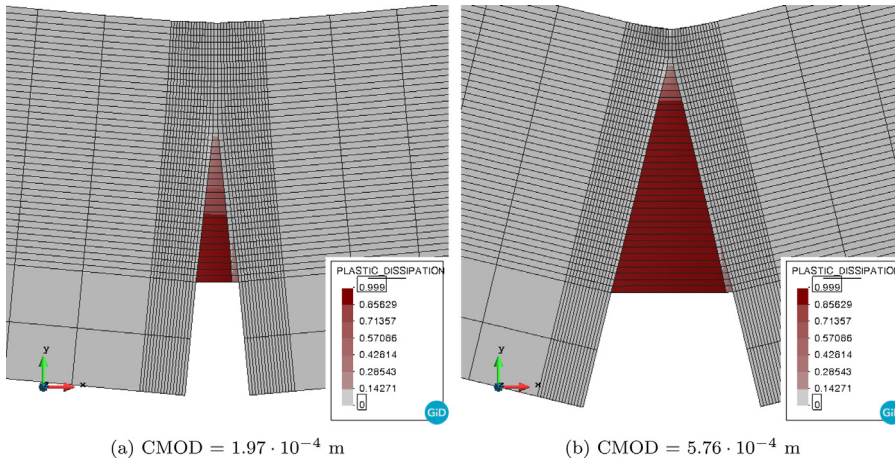 PLASTIC_DISSIPATION
0.999
0.85629
0.71357
0.57086
0.42814
0.28543
0.14271
0
y
x
GiD
PLASTIC_DISSIPATION
0.999
0.85629
0.71357
0.57086
0.42814
0.28543
0.14271
0
y
x
GiD
(a) CMOD = 1.97 · 10⁻⁴ m
(b) CMOD = 5.76 · 10⁻⁴ m